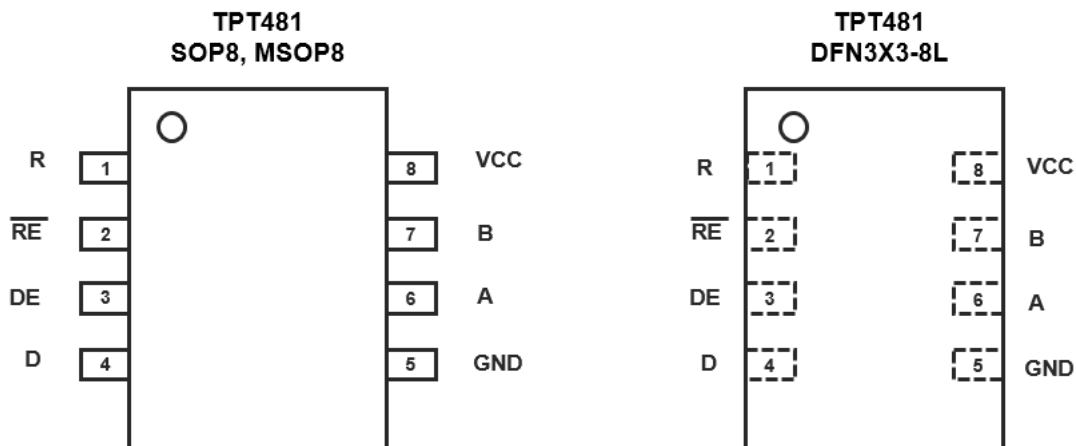 TPT481
SOP8, MSOP8
R 1 8 VCC
RE 2 7 B
DE 3 6 A
D 4 5 GND
TPT481
DFN3X3-8L
R 1 8 VCC
RE 2 7 B
DE 3 6 A
D 4 5 GND